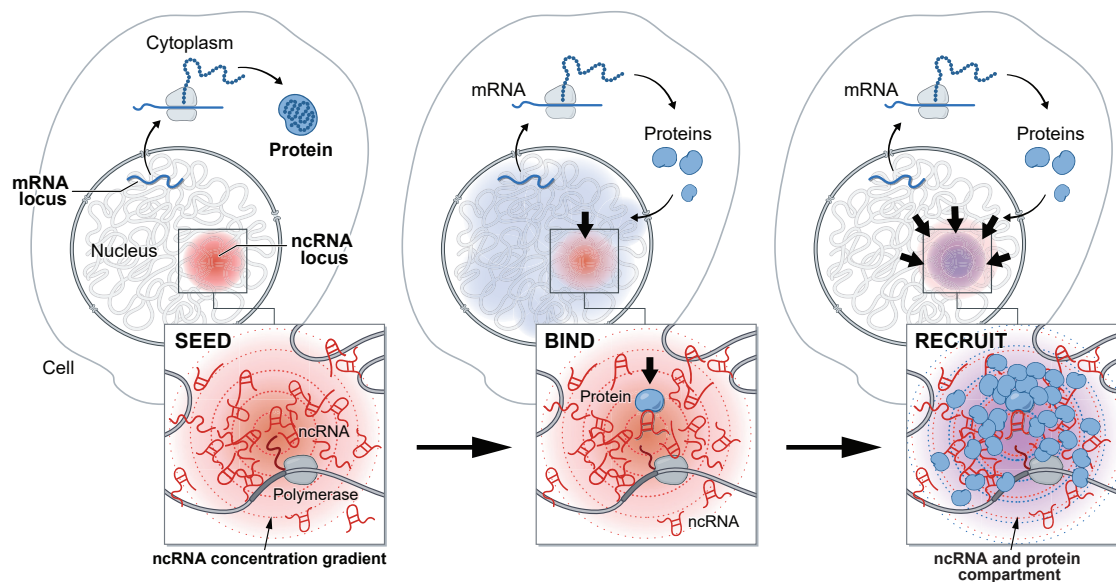 Cytoplasm
Protein
mRNA
locus
Nucleus
ncRNA
locus
Cell
SEED
ncRNA
Polymerase
ncRNA concentration gradient
mRNA
Proteins
BIND
Protein
ncRNA
mRNA
Proteins
RECRUIT
ncRNA and protein
compartment